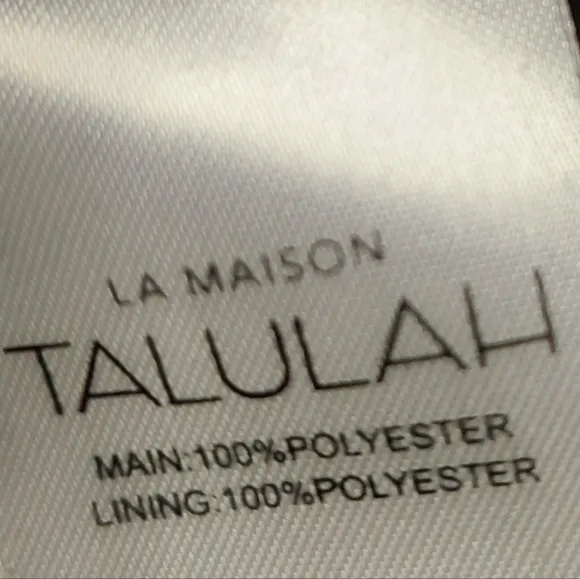 LA MAISON
TALULAH
MAIN:100%POLYESTER
LINING:100%POLYESTER